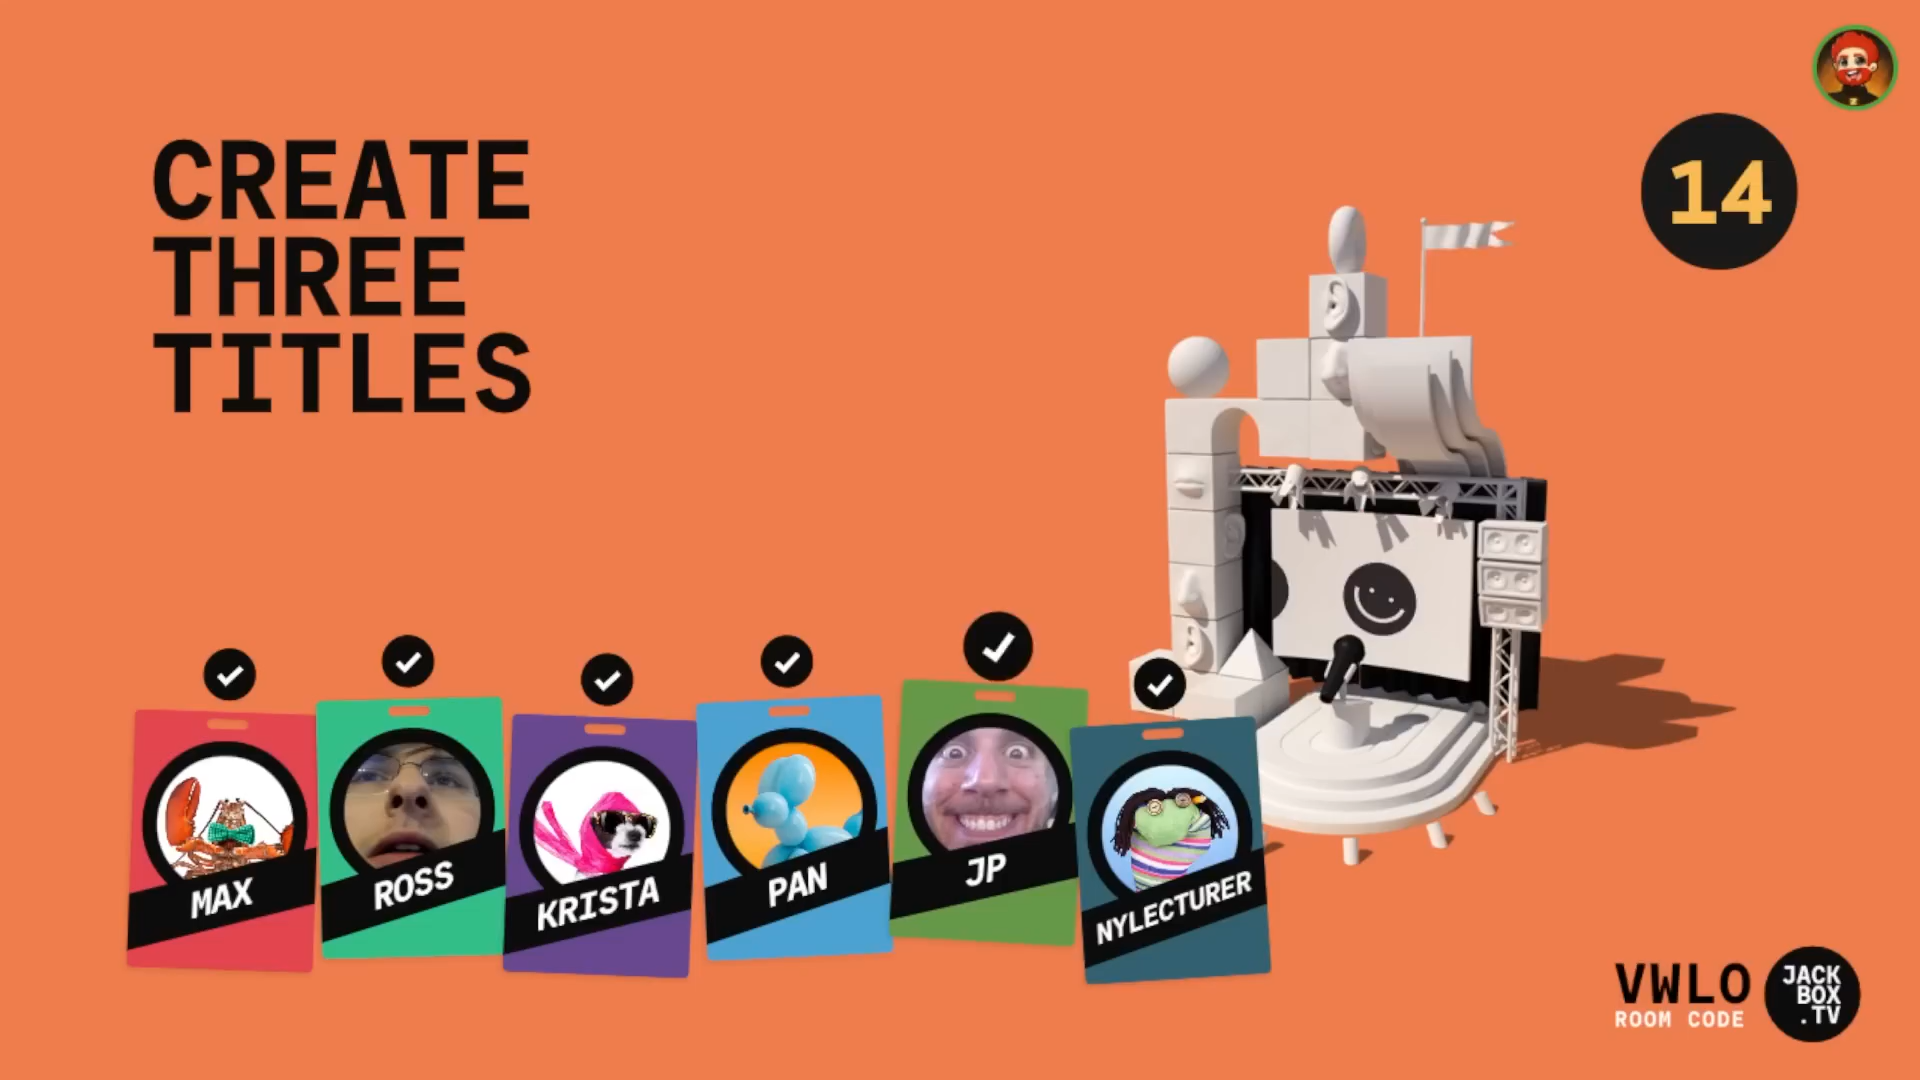 CREATE
THREE
TITLES
14
MAX
ROSS
KRISTA
PAN
JP
NYLECTURER
VWLO
ROOM CODE
JACK
BOX
.TV